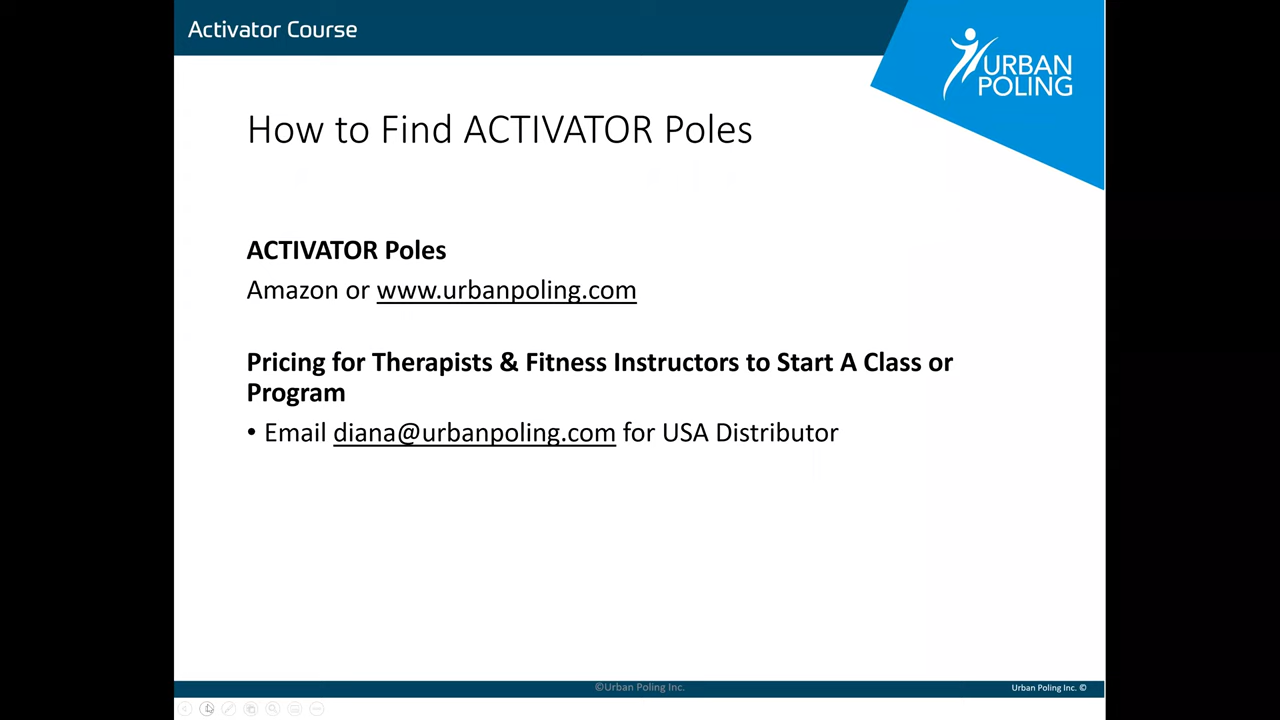 Activator Course
URBAN
POLING
How to Find ACTIVATOR Poles
ACTIVATOR Poles
Amazon or www.urbanpoling.com
Pricing for Therapists & Fitness Instructors to Start A Class or
Program
• Email diana@urbanpoling.com for USA Distributor
©Urban Poling Inc.
Urban Poling Inc. ©